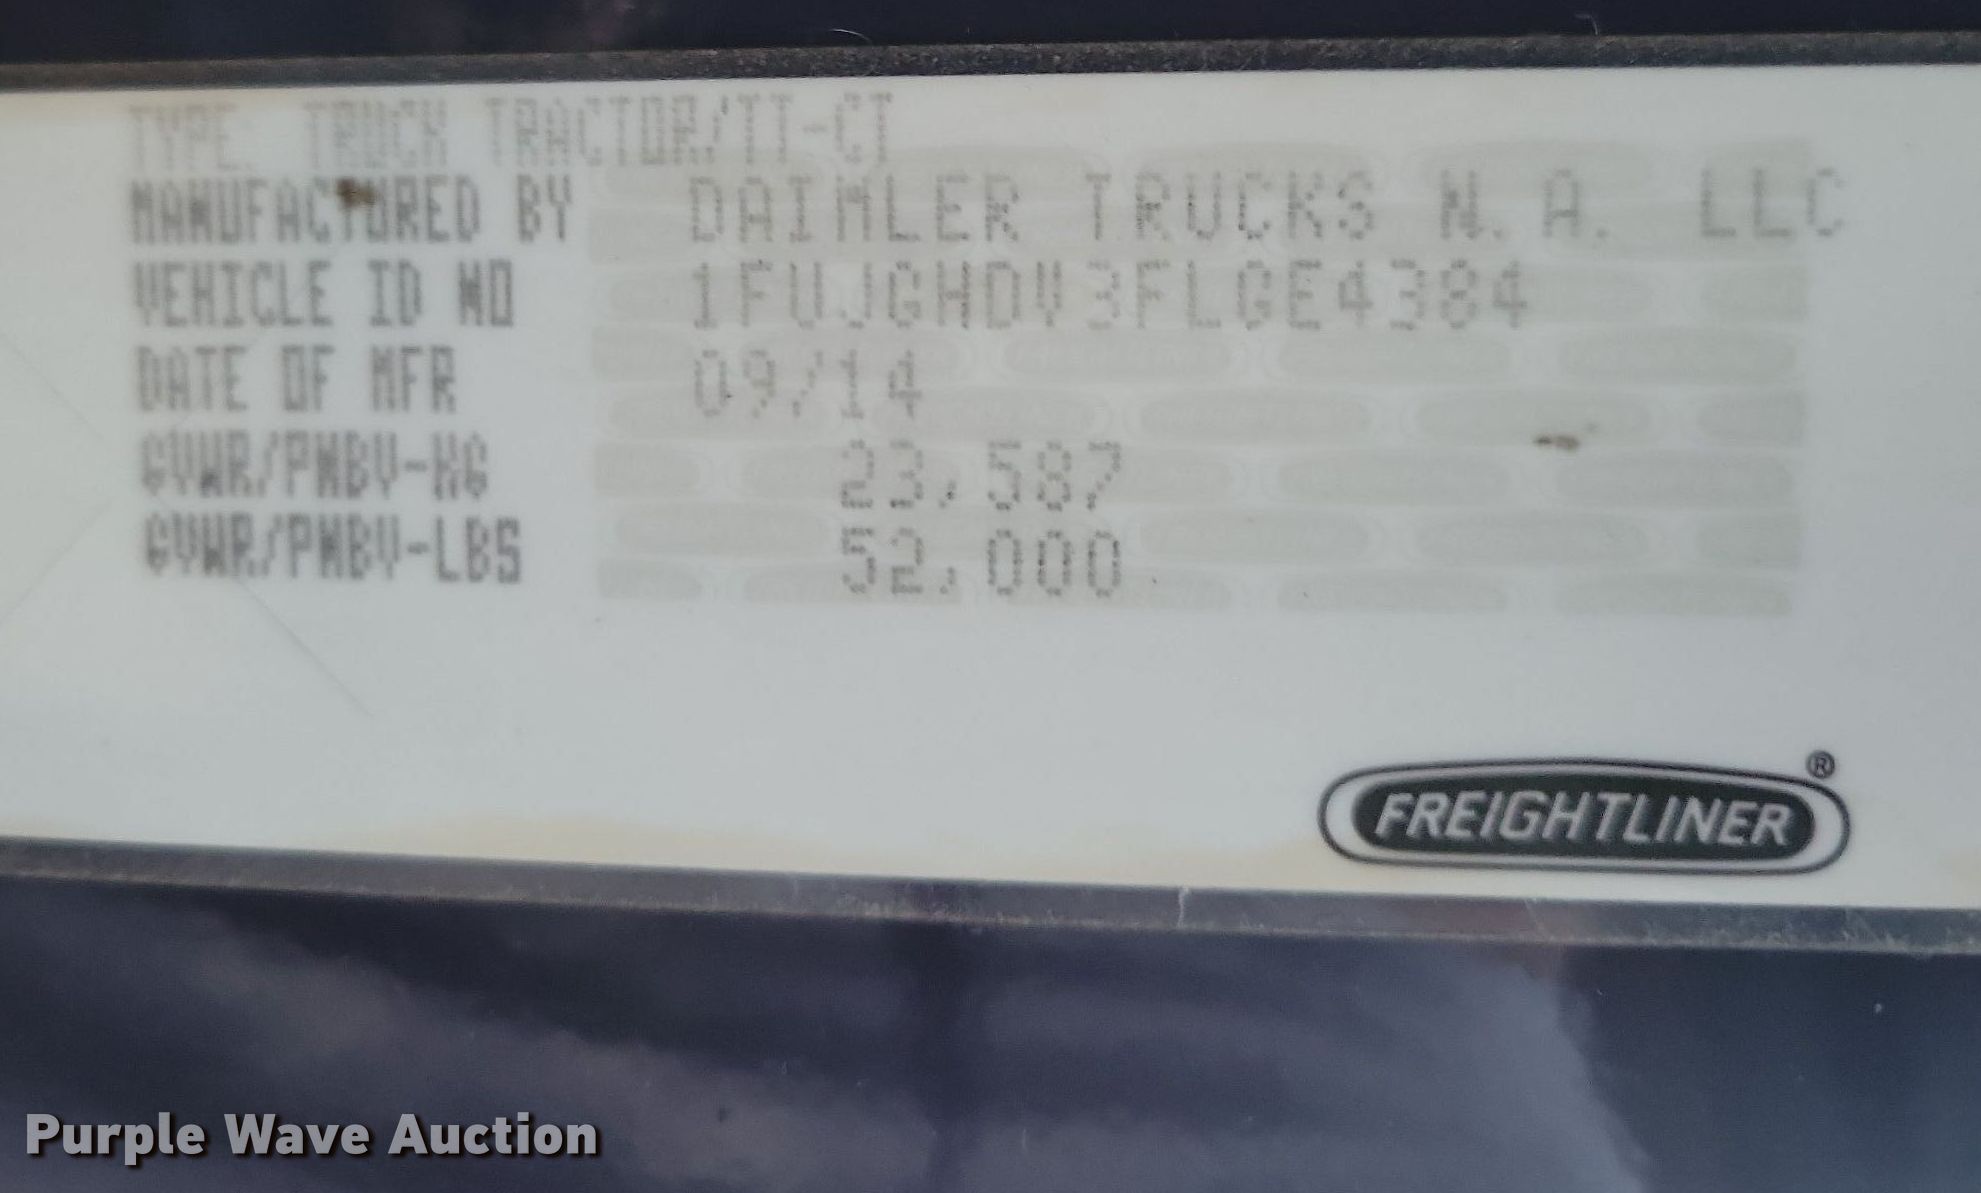 TYPE: TRUCK TRACTOR/TT-CT
MANUFACTURED BY DAIMLER TRUCKS N.A. LLC
VEHICLE ID NO 1FUJGHDV3FLGE4384
DATE OF MFR 09/14
GVWR/PNBV-KG 23,587
GVWR/PNBV-LBS 52,000
FREIGHTLINER®
Purple Wave Auction